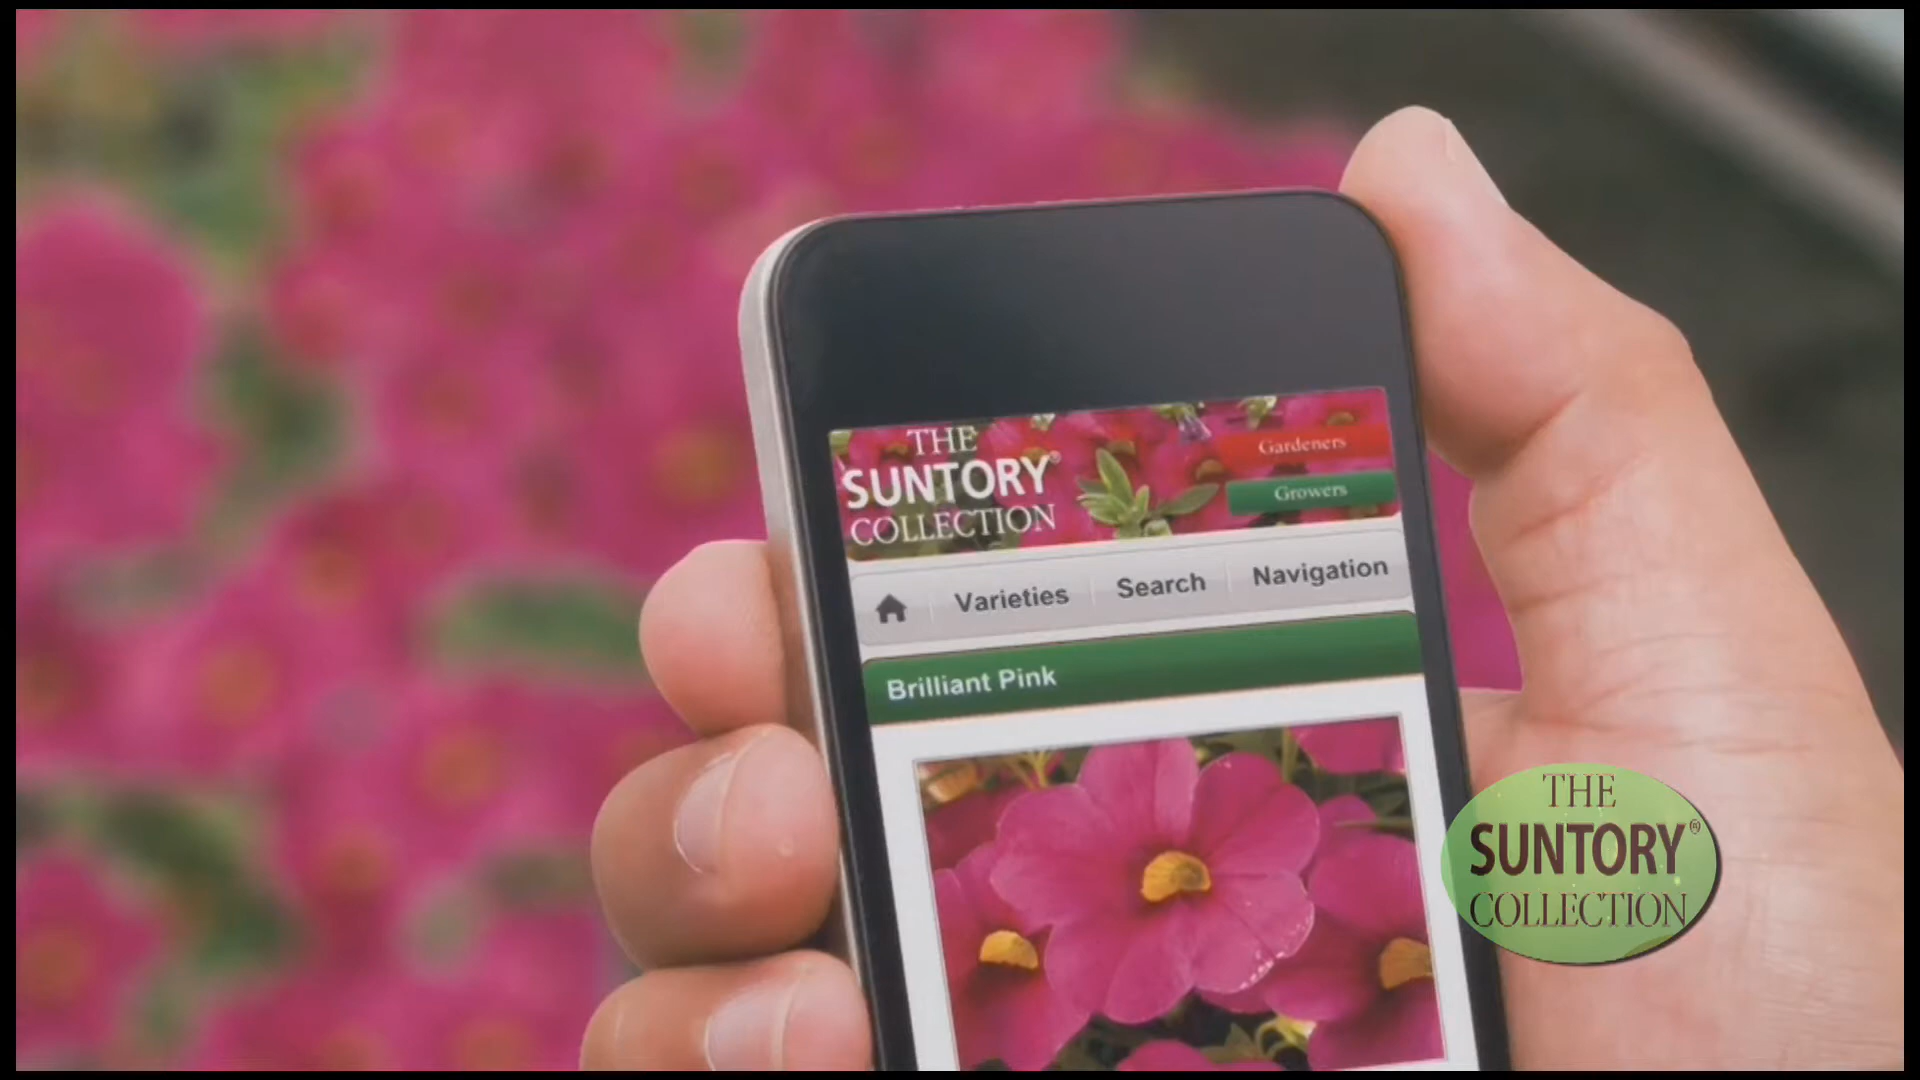 THE
SUNTORY®
COLLECTION
Gardeners
Growers
Varieties
Search
Navigation
Brilliant Pink
THE
SUNTORY®
COLLECTION